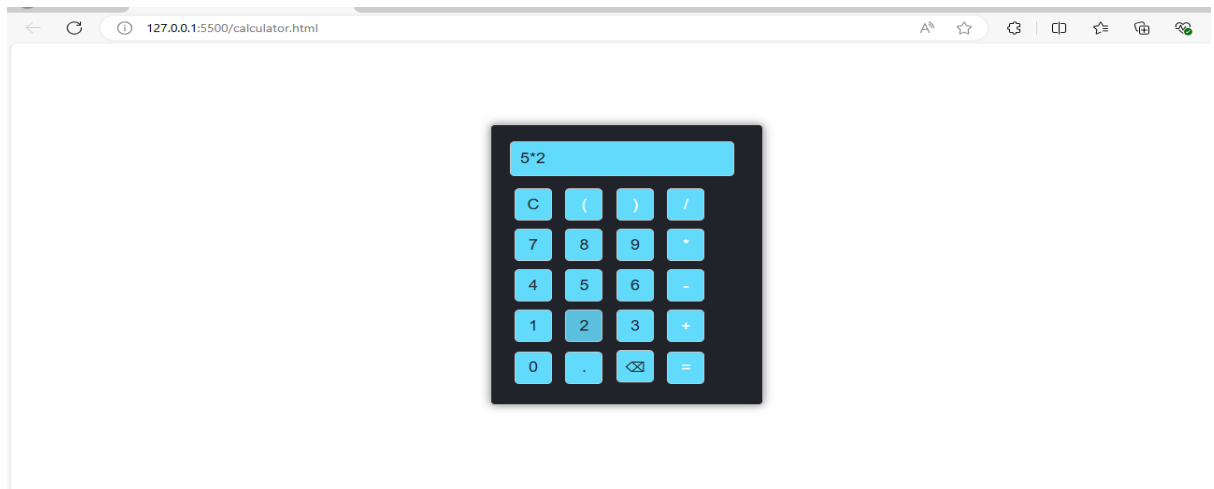 127.0.0.1:5500/calculator.html
5*2
C ( ) /
7 8 9 *
4 5 6 -
1 2 3 +
0 . ⌫ =